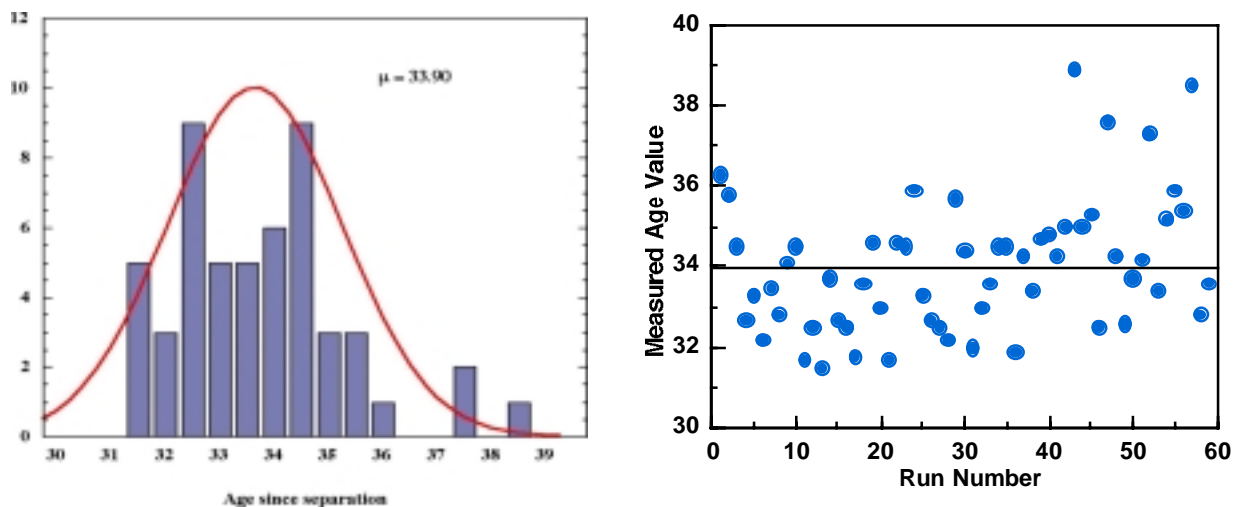 12
10
8
6
4
2
0
μ = 33.90
30 31 32 33 34 35 36 37 38 39
Age since separation
40
38
36
34
32
30
Measured Age Value
0 10 20 30 40 50 60
Run Number